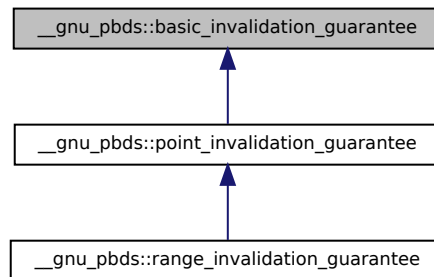 __gnu_pbds::basic_invalidation_guarantee
__gnu_pbds::point_invalidation_guarantee
__gnu_pbds::range_invalidation_guarantee